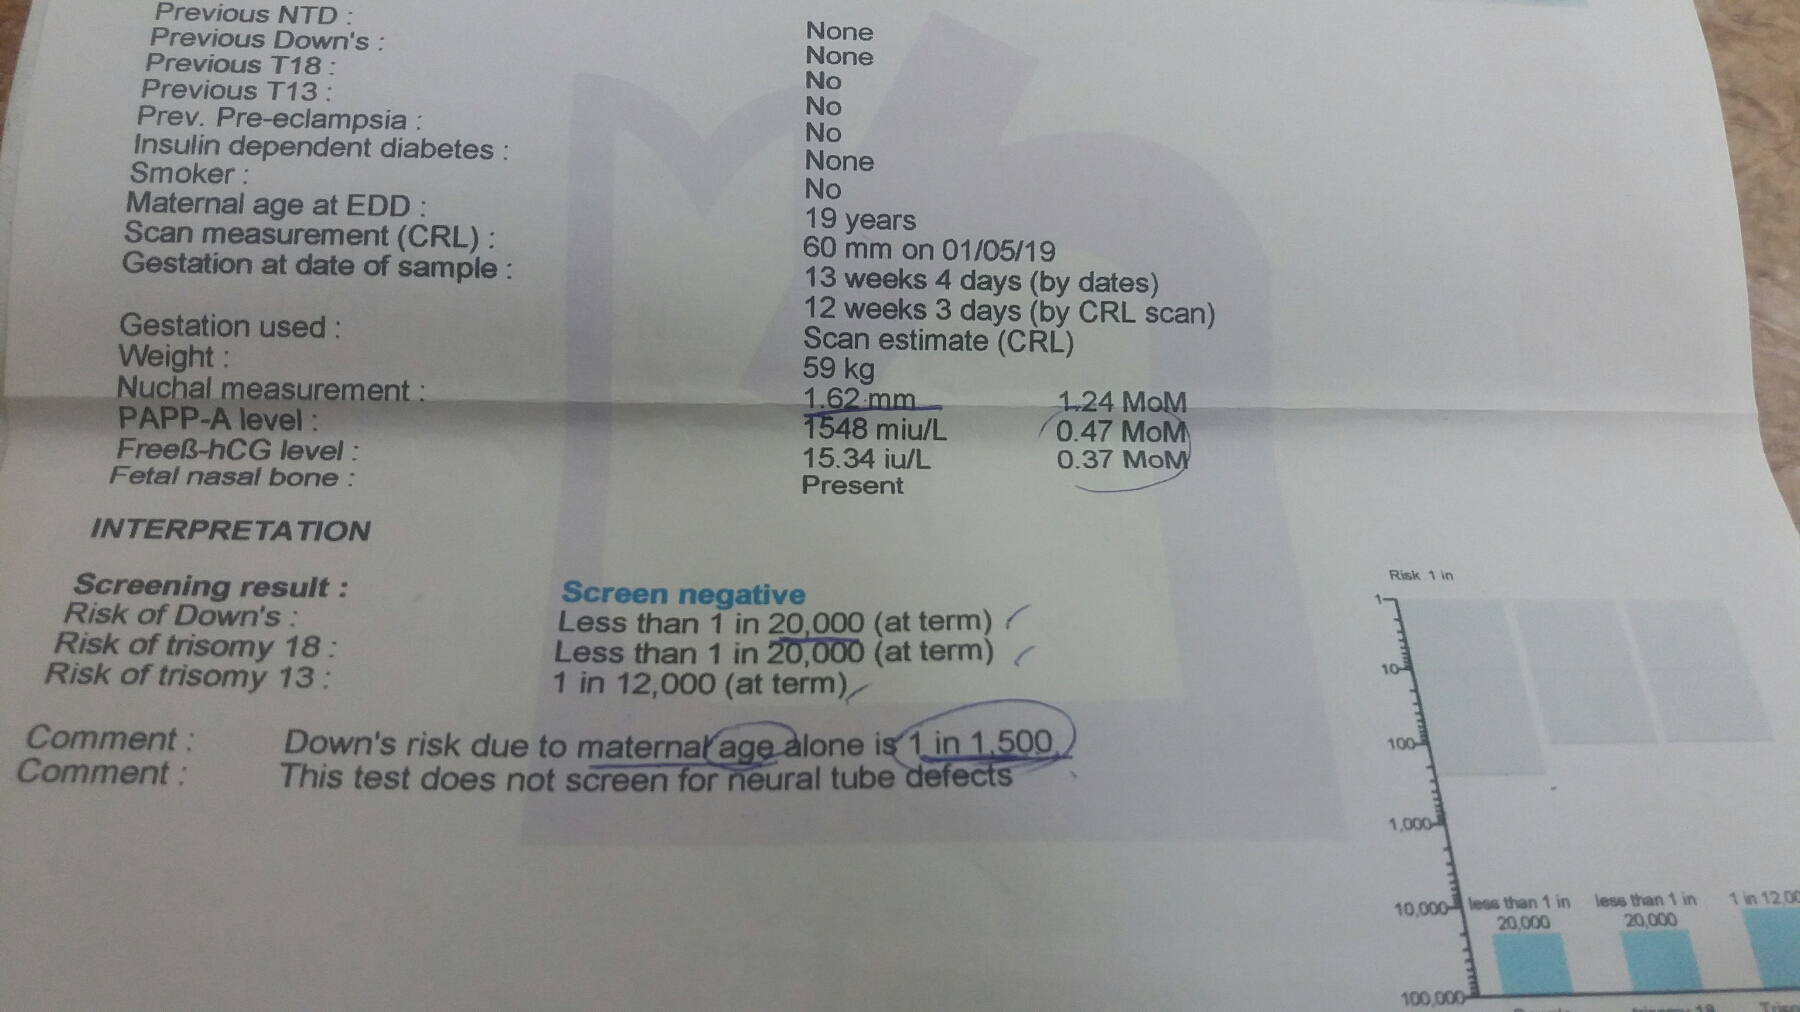 Previous NTD : None
Previous Down's : None
Previous T18 : No
Previous T13 : No
Prev. Pre-eclampsia : No
Insulin dependent diabetes : None
Smoker : No
Maternal age at EDD : 19 years
Scan measurement (CRL) : 60 mm on 01/05/19
Gestation at date of sample : 13 weeks 4 days (by dates)
12 weeks 3 days (by CRL scan)
Gestation used : Scan estimate (CRL)
Weight : 59 kg
Nuchal measurement : 1.62 mm 1.24 MoM
PAPP-A level : 1548 miu/L 0.47 MoM
Freeß-hCG level : 15.34 iu/L 0.37 MoM
Fetal nasal bone : Present
INTERPRETATION
Screening result : Screen negative
Risk of Down's : Less than 1 in 20,000 (at term)
Risk of trisomy 18 : Less than 1 in 20,000 (at term)
Risk of trisomy 13 : 1 in 12,000 (at term)
Comment : Down's risk due to maternal age alone is 1 in 1,500
Comment : This test does not screen for neural tube defects
Risk 1 in
1
10
100
1,000
10,000
100,000
less than 1 in
20,000
less than 1 in
20,000
1 in 12,00